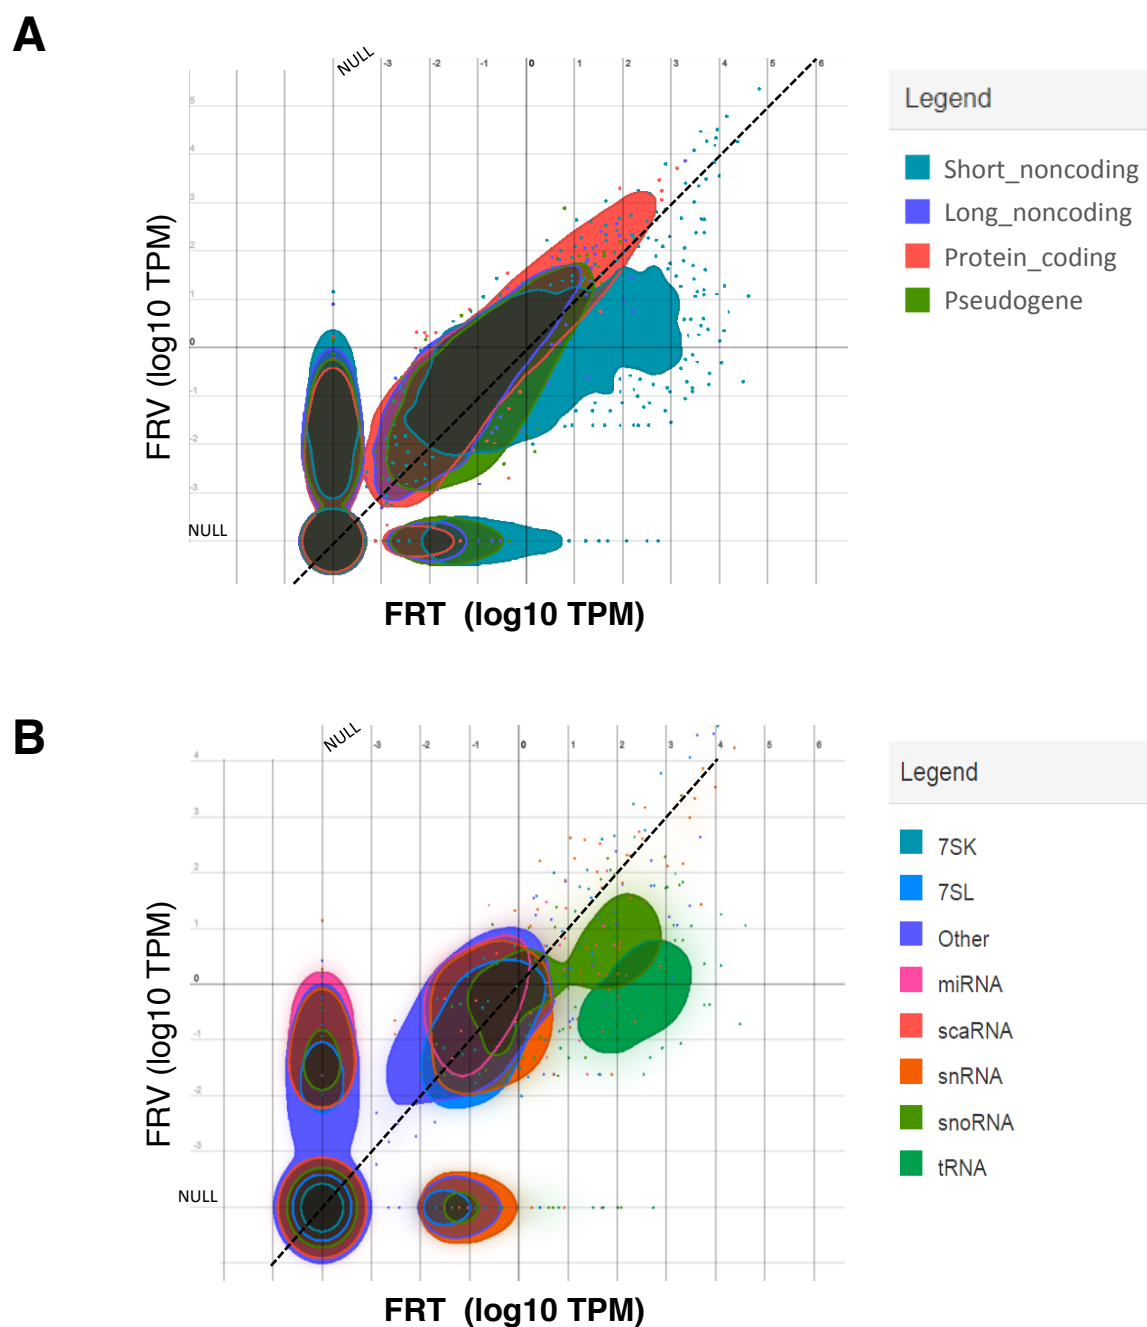 A
NULL
-3 -2 -1 0 1 2 3 4 5 6
5
4
3
2
1
0
-1
-2
-3
NULL
FRV (log10 TPM)
FRT (log10 TPM)
Legend
Short_noncoding
Long_noncoding
Protein_coding
Pseudogene
B
NULL
-3 -2 -1 0 1 2 3 4 5 6
4
3
2
1
0
-1
-2
-3
NULL
FRV (log10 TPM)
FRT (log10 TPM)
Legend
7SK
7SL
Other
miRNA
scaRNA
snRNA
snoRNA
tRNA